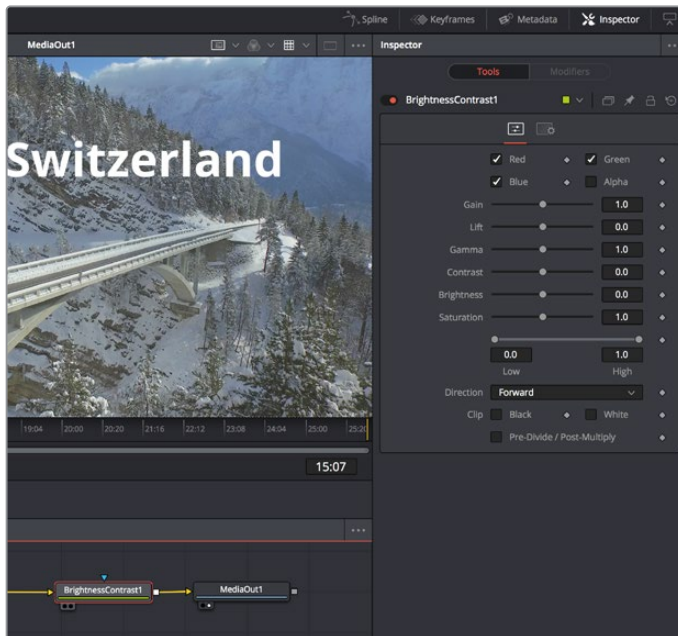 Spline Keyframes Metadata Inspector
MediaOut1
Inspector
Tools Modifiers
BrightnessContrast1
Switzerland
Red Green
Blue Alpha
Gain 1.0
Lift 0.0
Gamma 1.0
Contrast 0.0
Brightness 0.0
Saturation 1.0
0.0 1.0
Low High
Direction Forward
Clip Black White
Pre-Divide / Post-Multiply
19:04 20:00 20:20 21:16 22:12 23:08 24:04 25:00 25:20
15:07
BrightnessContrast1 MediaOut1